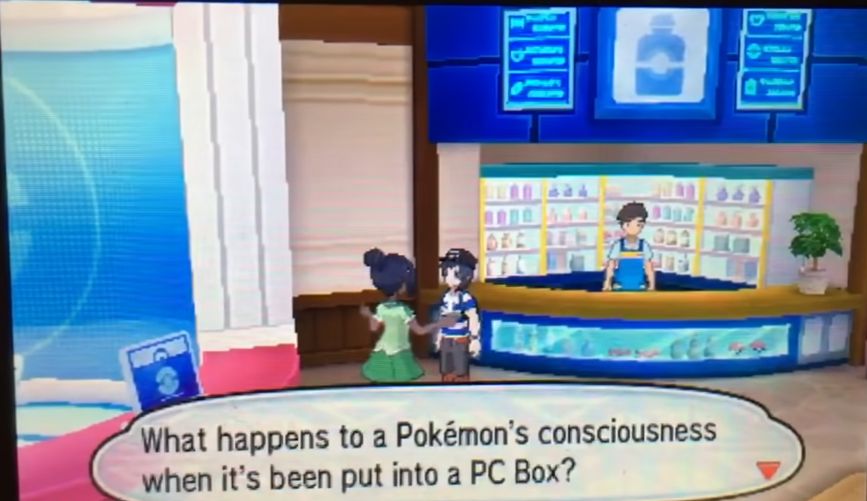 What happens to a Pokémon's consciousness
when it's been put into a PC Box?